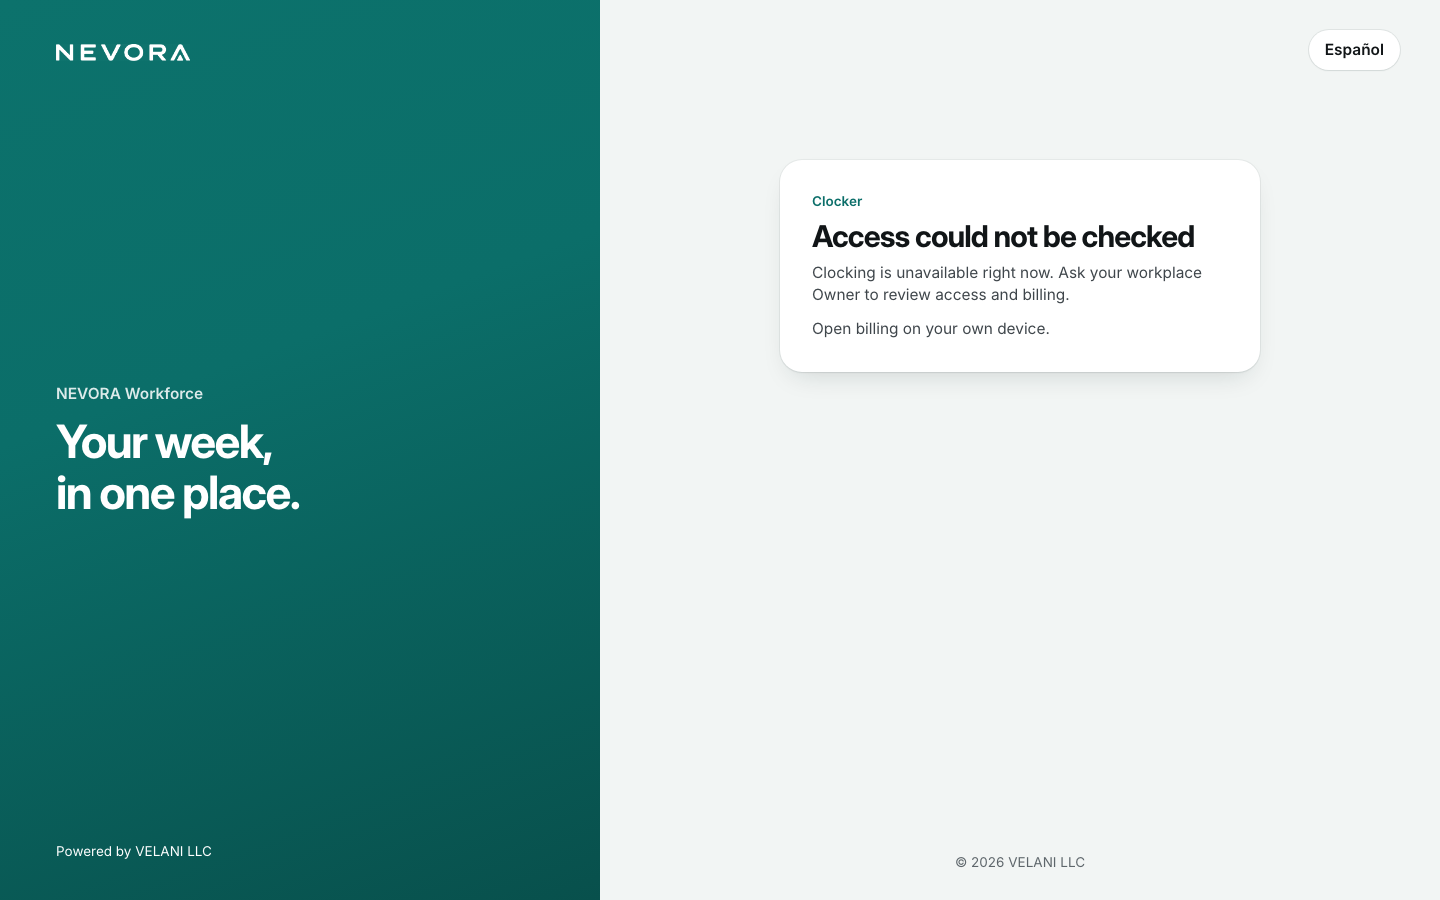 NEVORA
NEVORA Workforce
Your week,
in one place.
Powered by VELANI LLC
Español
Clocker
Access could not be checked
Clocking is unavailable right now. Ask your workplace
Owner to review access and billing.
Open billing on your own device.
© 2026 VELANI LLC